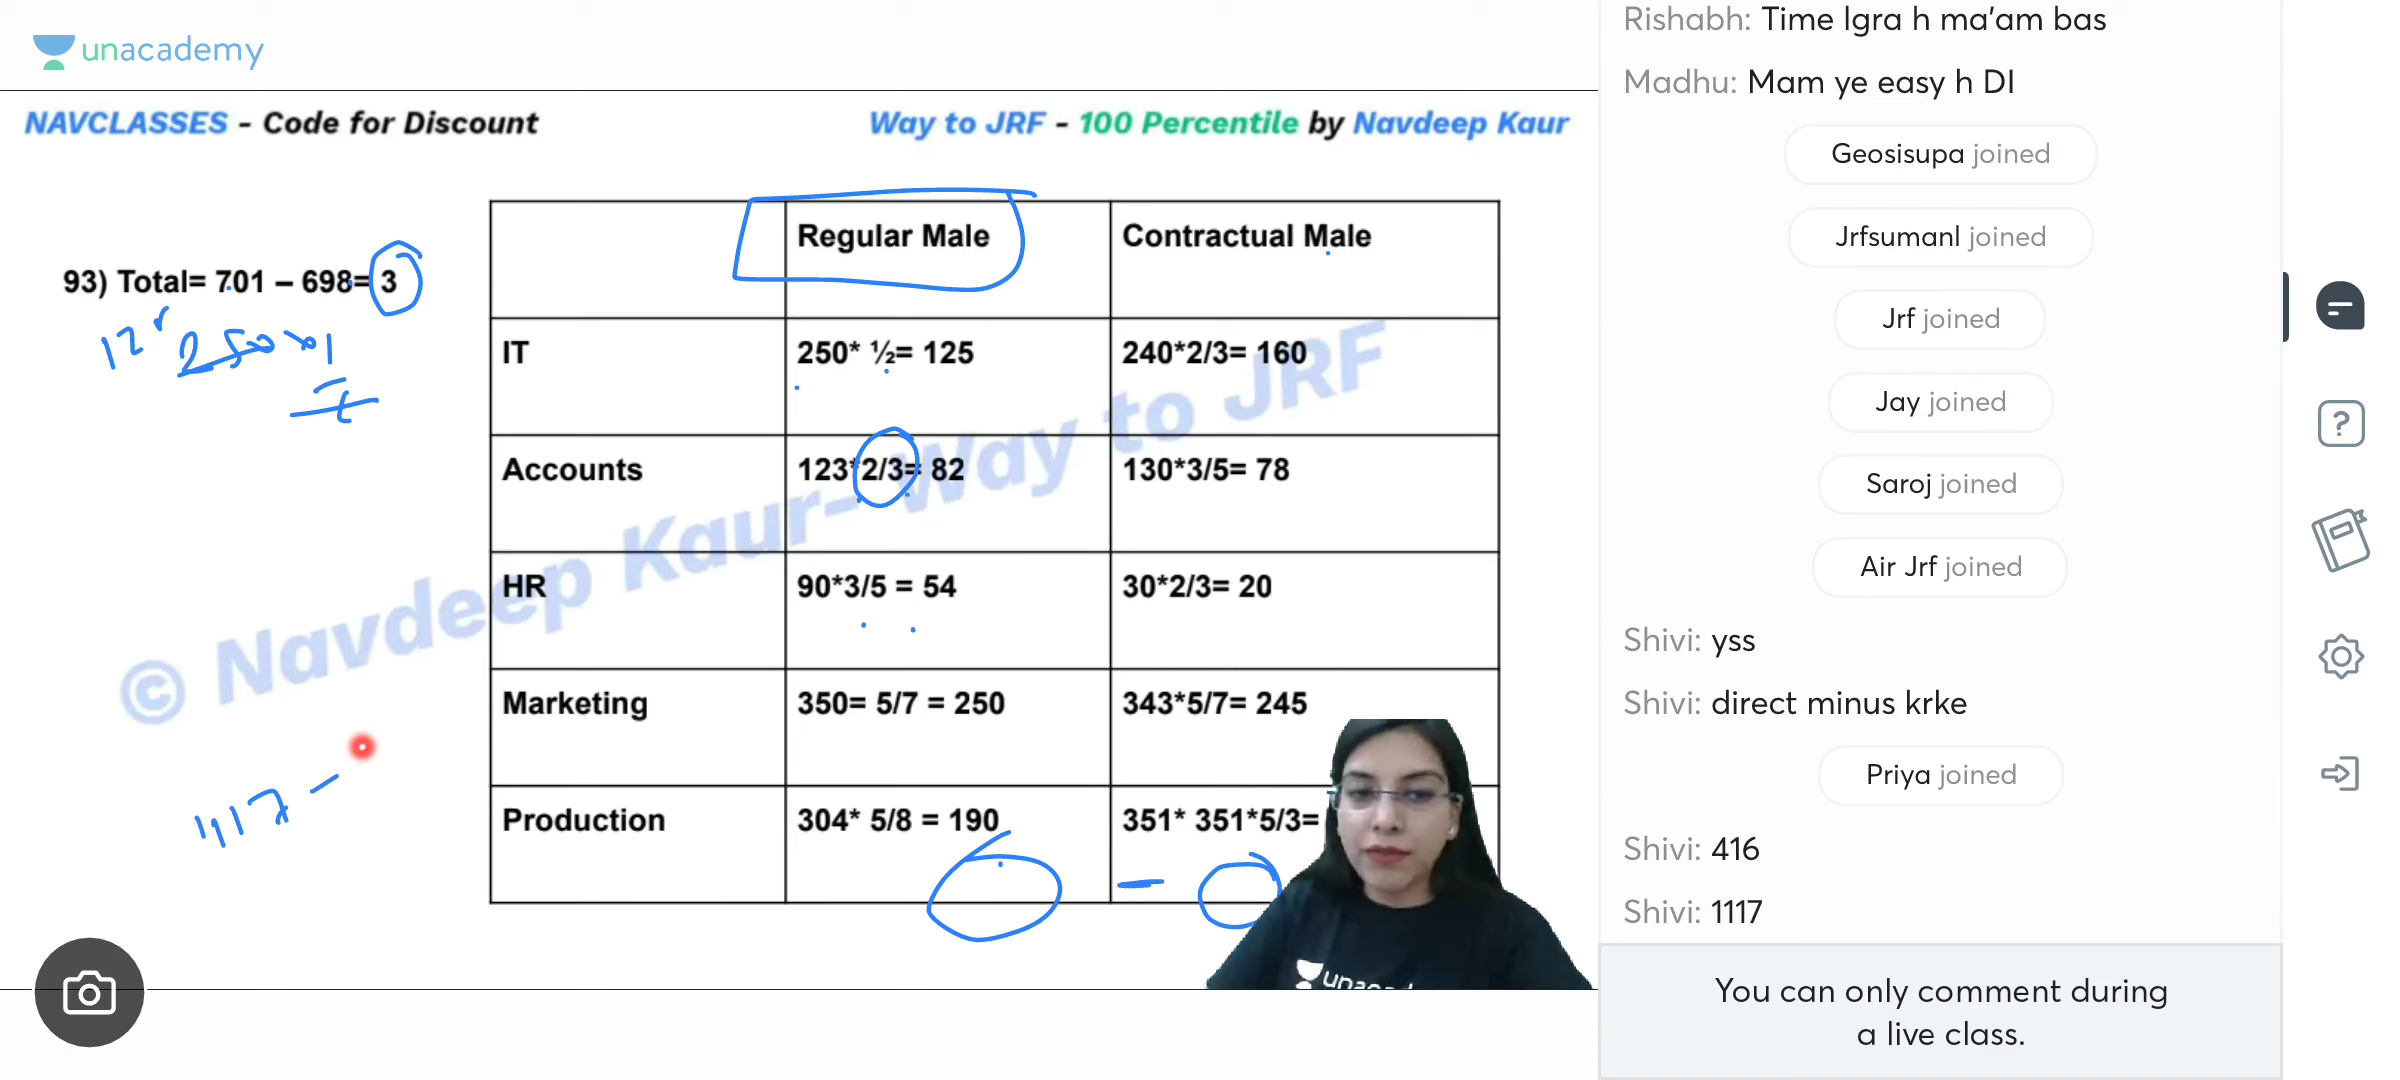 unacademy
NAVCLASSES - Code for Discount
Way to JRF - 100 Percentile by Navdeep Kaur
93) Total= 701 – 698= 3
Regular Male
Contractual Male
IT
250* ½= 125
240*2/3= 160
Accounts
123*2/3= 82
130*3/5= 78
HR
90*3/5 = 54
30*2/3= 20
Marketing
350= 5/7 = 250
343*5/7= 245
Production
304* 5/8 = 190
351* 351*5/3=
© Navdeep Kaur- Way to JRF
117 –
Rishabh: Time lgra h ma'am bas
Madhu: Mam ye easy h DI
Geosisupa joined
Jrfsumanl joined
Jrf joined
Jay joined
Saroj joined
Air Jrf joined
Shivi: yss
Shivi: direct minus krke
Priya joined
Shivi: 416
Shivi: 1117
You can only comment during
a live class.
?